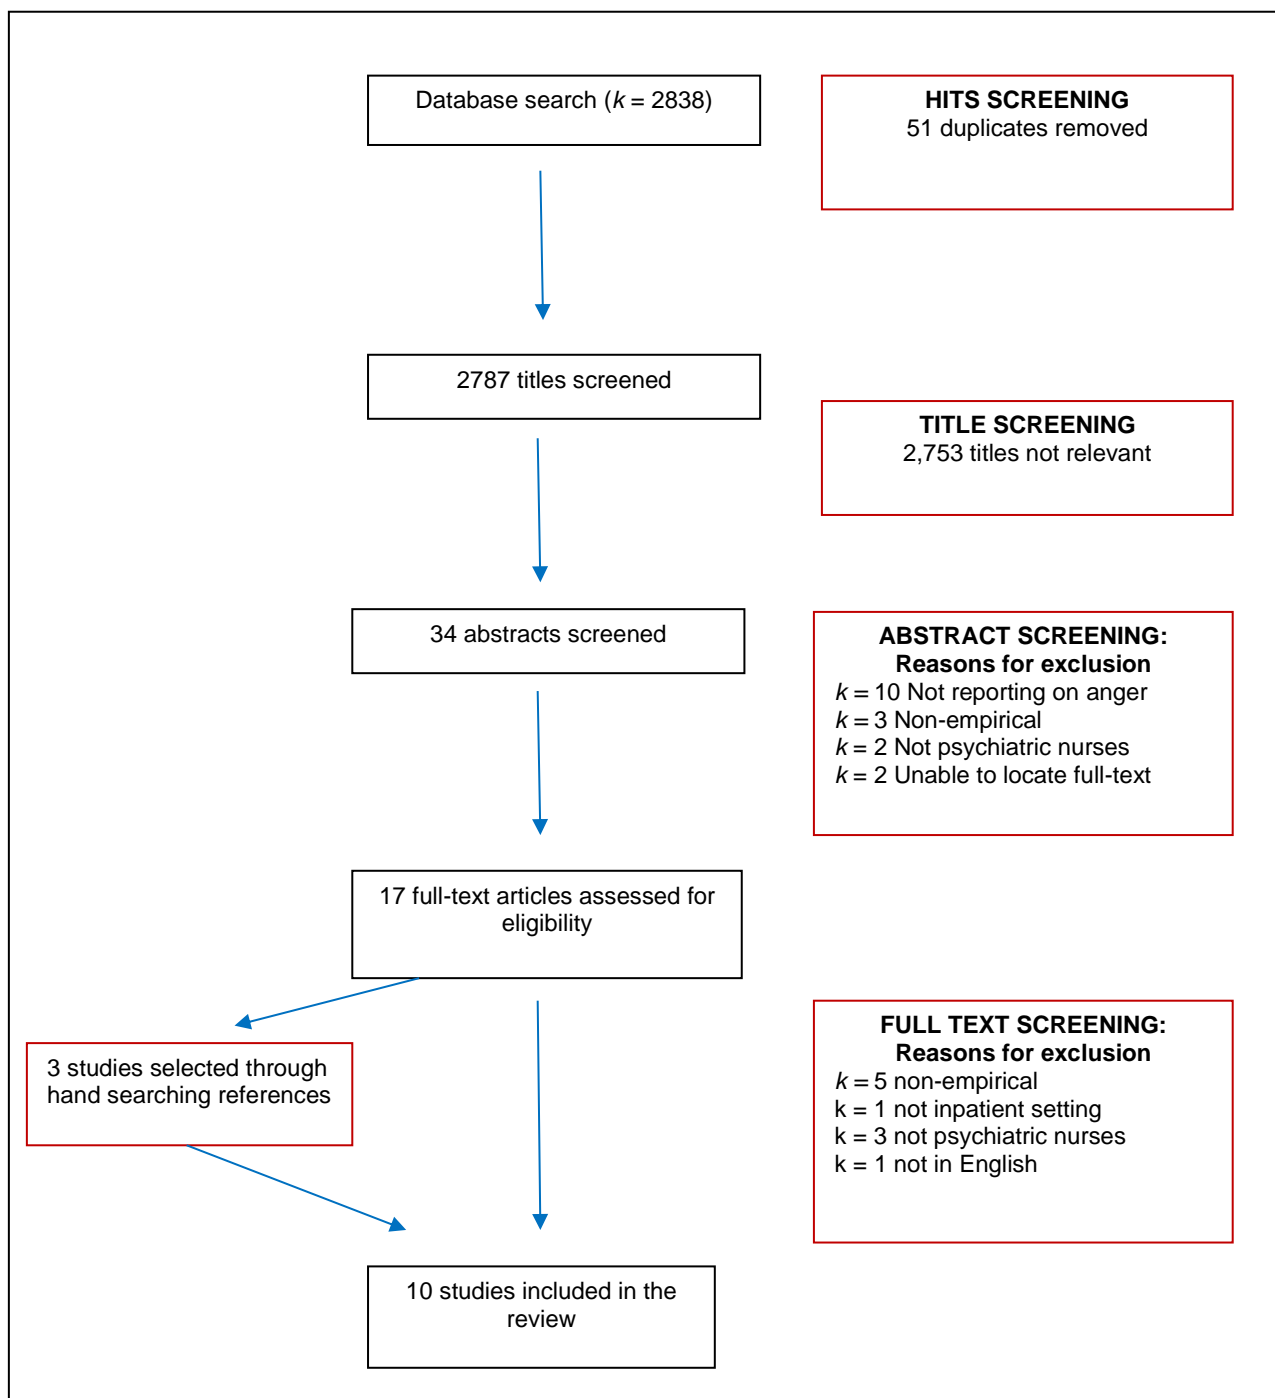 Database search (k = 2838)
HITS SCREENING
51 duplicates removed
2787 titles screened
TITLE SCREENING
2,753 titles not relevant
34 abstracts screened
ABSTRACT SCREENING:
Reasons for exclusion
k = 10 Not reporting on anger
k = 3 Non-empirical
k = 2 Not psychiatric nurses
k = 2 Unable to locate full-text
17 full-text articles assessed for
eligibility
3 studies selected through
hand searching references
FULL TEXT SCREENING:
Reasons for exclusion
k = 5 non-empirical
k = 1 not inpatient setting
k = 3 not psychiatric nurses
k = 1 not in English
10 studies included in the
review